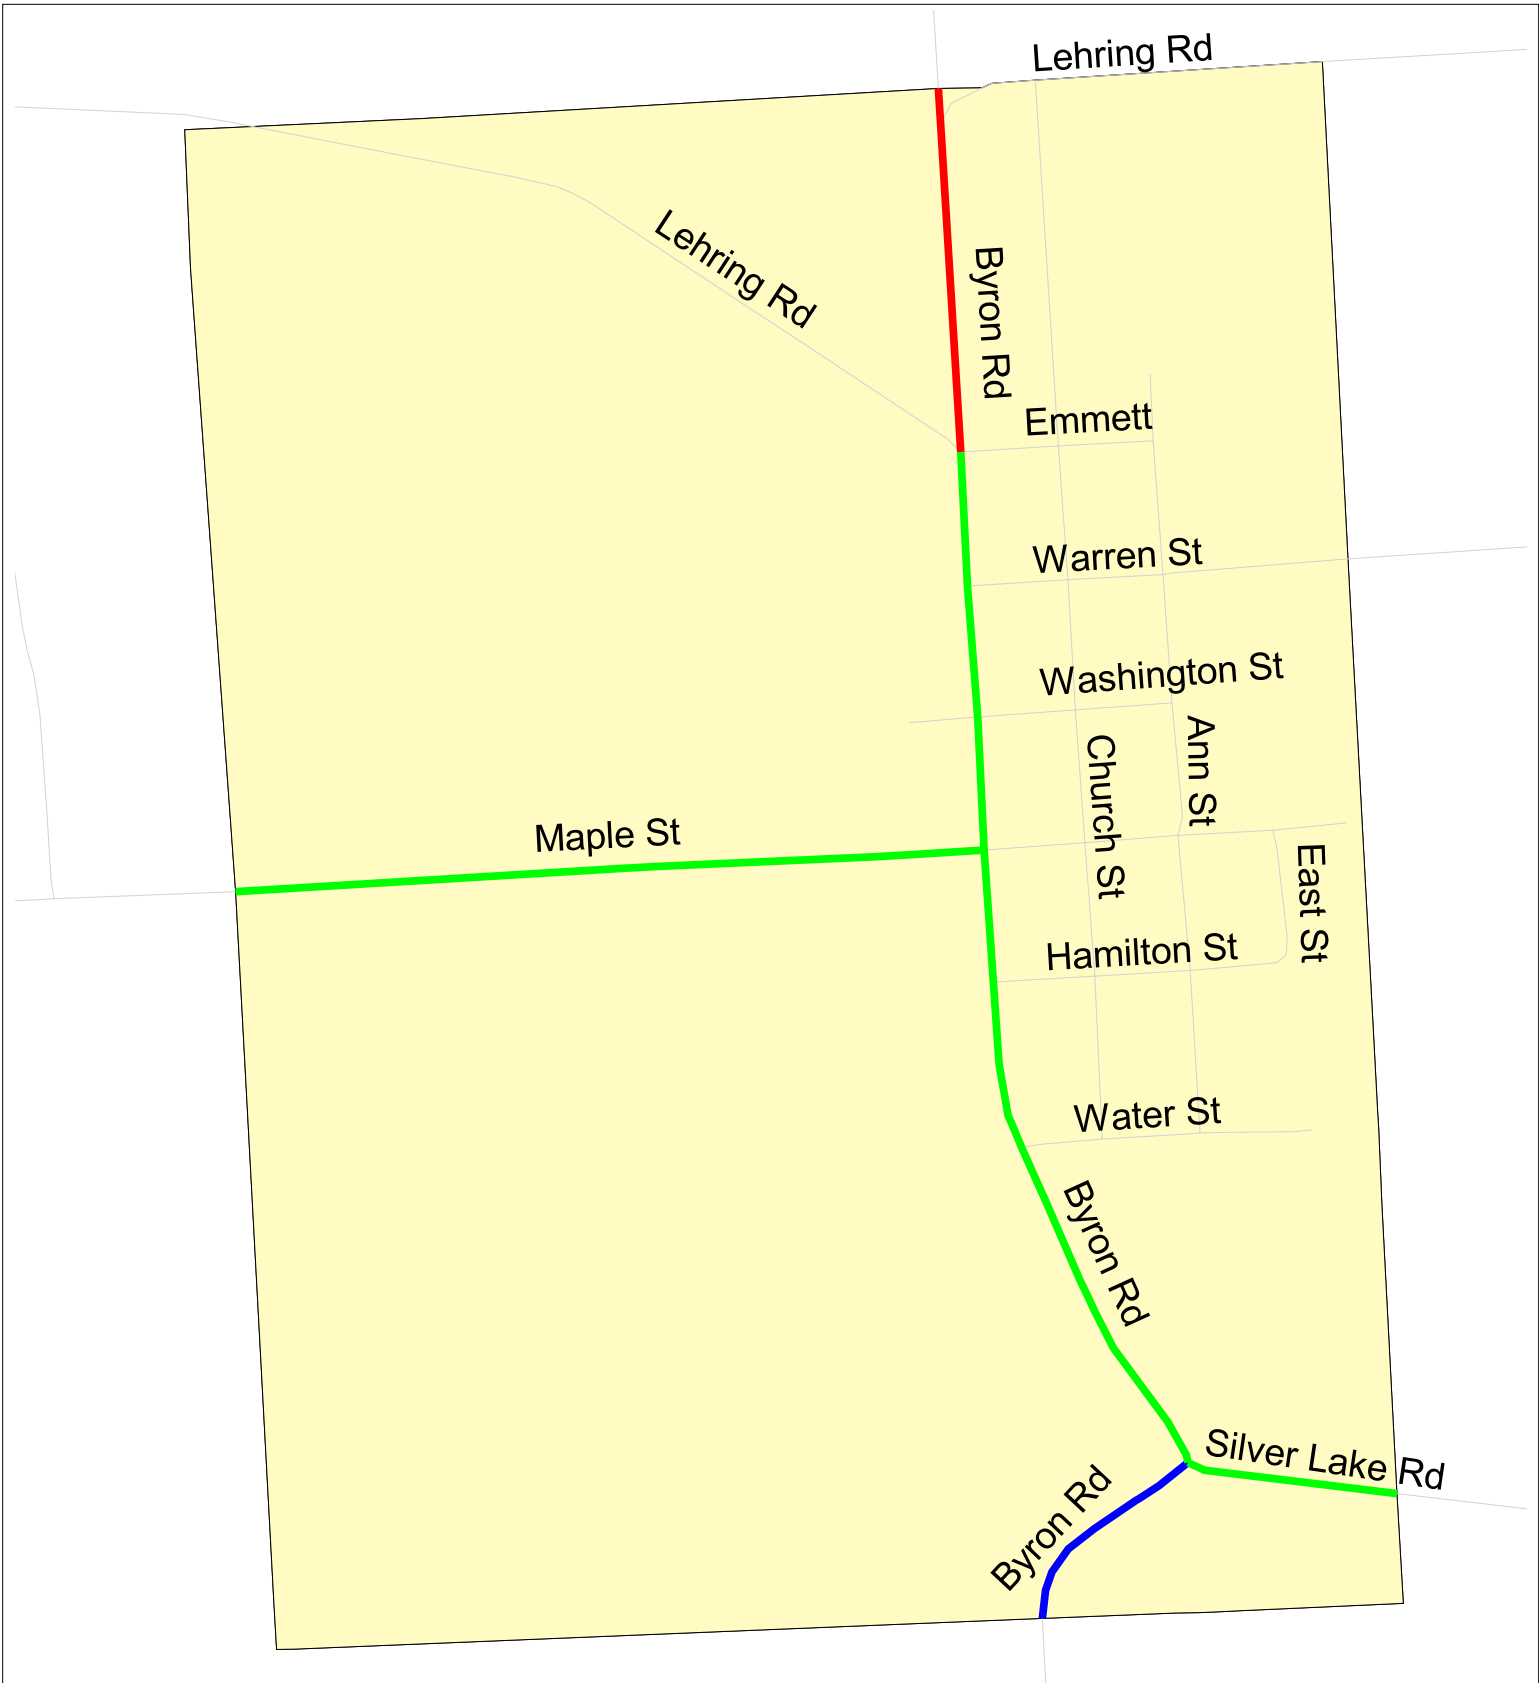 Lehring Rd
Lehring Rd
Byron Rd
Emmett
Warren St
Washington St
Ann St
Church St
Maple St
East St
Hamilton St
Water St
Byron Rd
Silver Lake Rd
Byron Rd